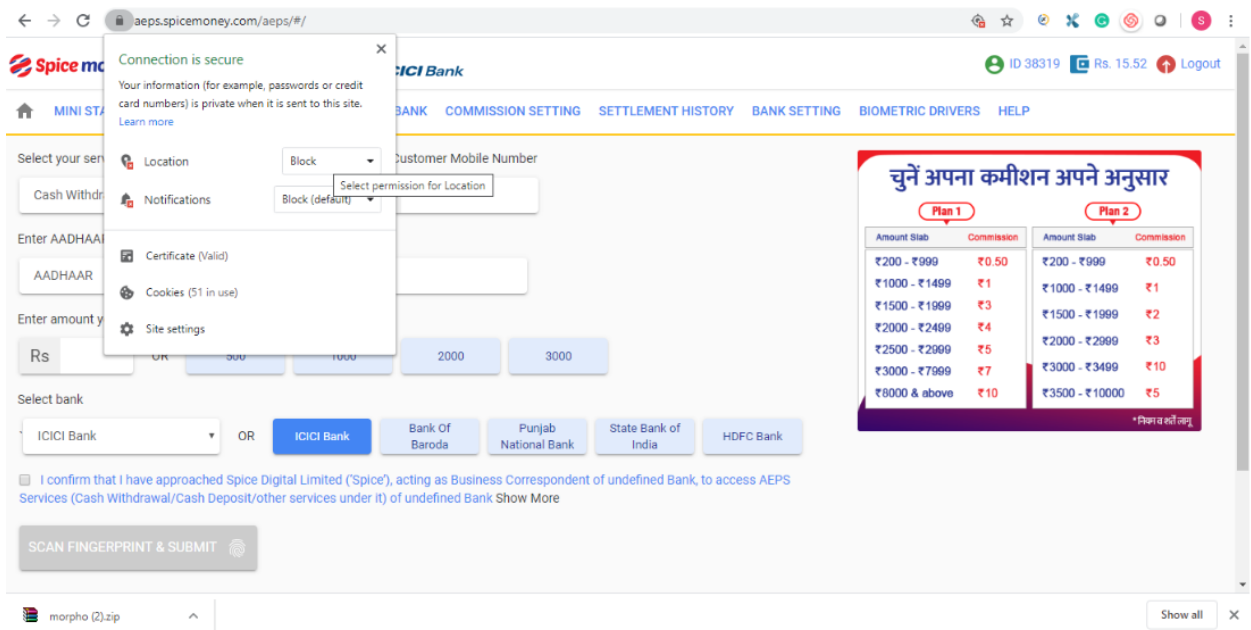 aeps.spicemoney.com/aeps/#/
S
Spice mo
ICICI Bank
ID 38319 Rs. 15.52 Logout
Connection is secure
Your information (for example, passwords or credit
card numbers) is private when it is sent to this site.
Learn more
Location Block
Select permission for Location
Notifications Block (default)
Certificate (Valid)
Cookies (51 in use)
Site settings
MINI STA BANK COMMISSION SETTING SETTLEMENT HISTORY BANK SETTING BIOMETRIC DRIVERS HELP
Select your serv Customer Mobile Number
Cash Withdr
Enter AADHAAR
AADHAAR
Enter amount y
Rs OR 500 1000 2000 3000
Select bank
ICICI Bank OR ICICI Bank
Bank Of
Baroda
Punjab
National Bank
State Bank of
India
HDFC Bank
I confirm that I have approached Spice Digital Limited ('Spice'), acting as Business Correspondent of undefined Bank, to access AEPS
Services (Cash Withdrawal/Cash Deposit/other services under it) of undefined Bank Show More
SCAN FINGERPRINT & SUBMIT
चुनें अपना कमीशन अपने अनुसार
Plan 1
Amount Slab Commission
₹200 - ₹999 ₹0.50
₹1000 - ₹1499 ₹1
₹1500 - ₹1999 ₹3
₹2000 - ₹2499 ₹4
₹2500 - ₹2999 ₹5
₹3000 - ₹7999 ₹7
₹8000 & above ₹10
Plan 2
Amount Slab Commission
₹200 - ₹999 ₹0.50
₹1000 - ₹1499 ₹1
₹1500 - ₹1999 ₹2
₹2000 - ₹2999 ₹3
₹3000 - ₹3499 ₹10
₹3500 - ₹10000 ₹5
* नियम व शर्तें लागू
morpho (2).zip
Show all